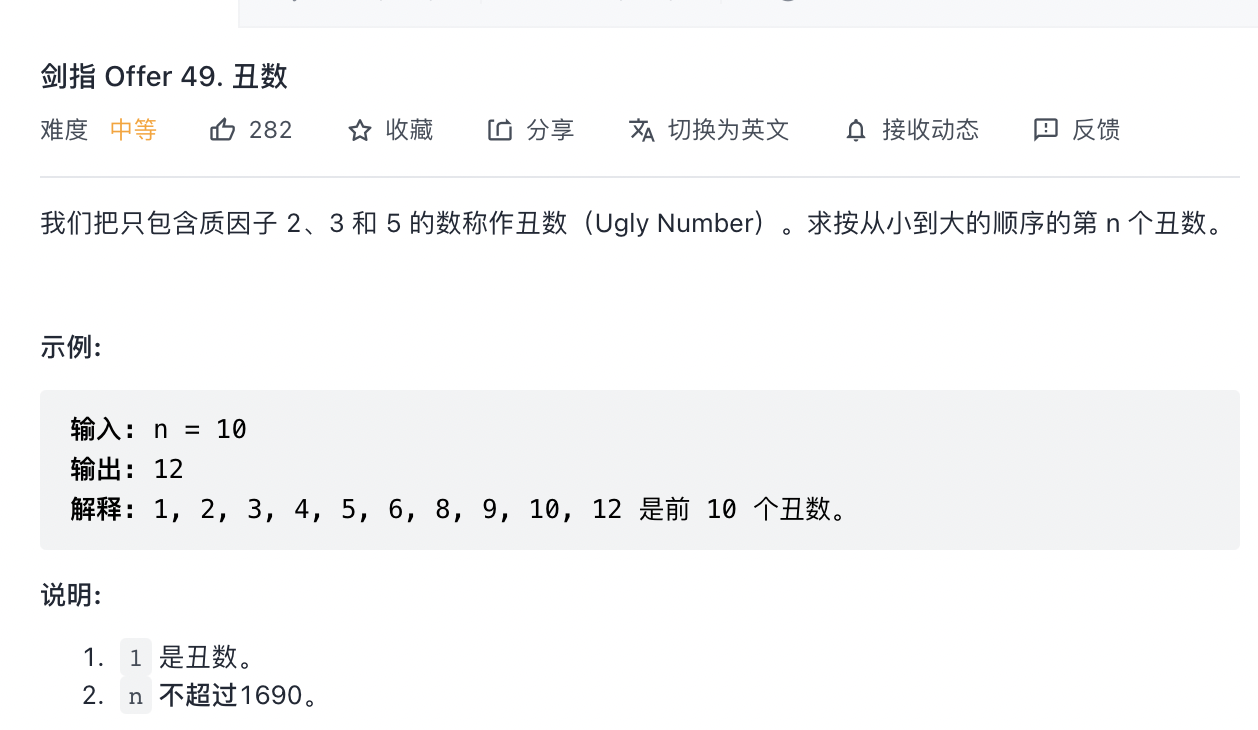 剑指 Offer 49. 丑数
难度 中等 282 收藏 分享 切换为英文 接收动态 反馈
我们把只包含质因子 2、3 和 5 的数称作丑数（Ugly Number）。求按从小到大的顺序的第 n 个丑数。
示例:
输入: n = 10
输出: 12
解释: 1, 2, 3, 4, 5, 6, 8, 9, 10, 12 是前 10 个丑数。
说明:
1. 1 是丑数。
2. n 不超过1690。